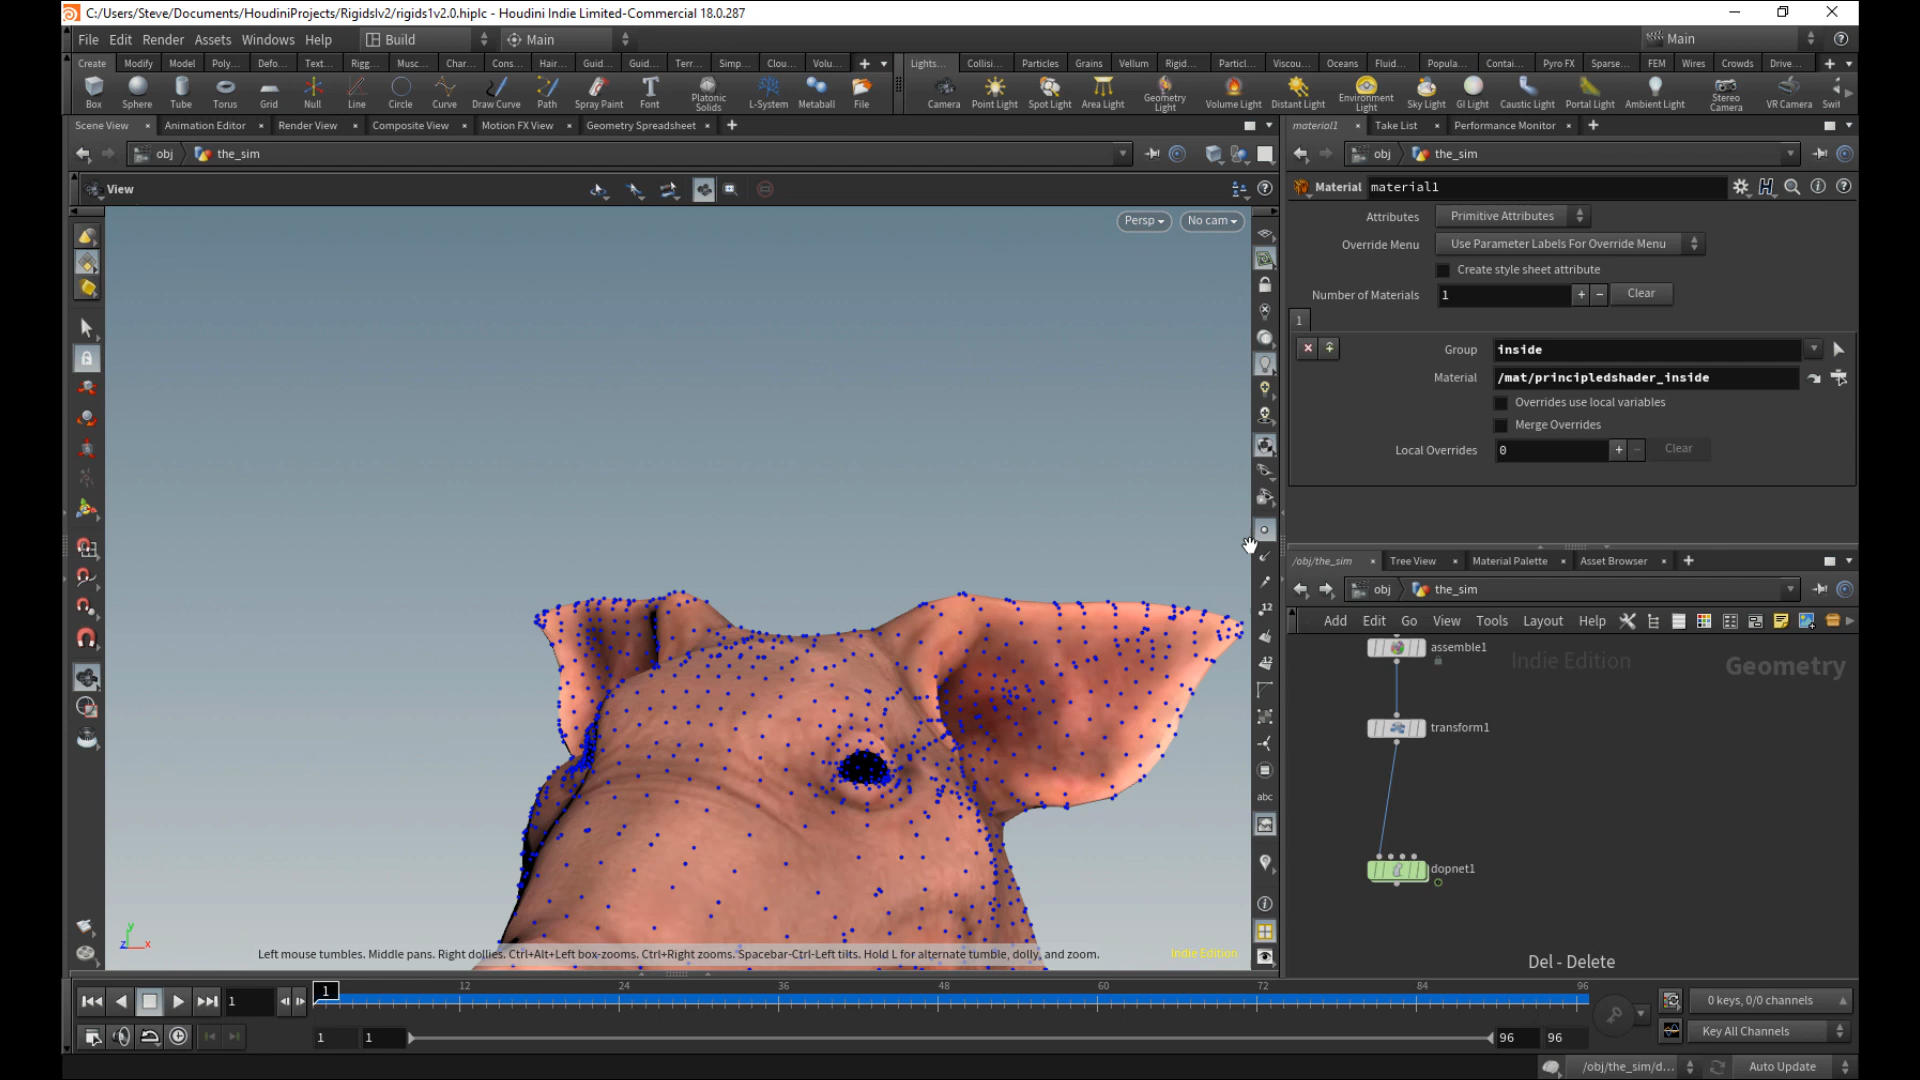 C:/Users/Steve/Documents/HoudiniProjects/RigidsIv2/rigids1v2.0.hiplc - Houdini Indie Limited-Commercial 18.0.287
File Edit Render Assets Windows Help Build Main Main
Create Modify Model Poly... Defo... Text... Rigg... Musc... Char... Cons... Hair... Guid... Guid... Terr... Simp... Clou... Volu...
Lights... Collisi... Particles Grains Vellum Rigid... Particl... Viscou... Oceans Fluid... Popula... Contai... Pyro FX Sparse... FEM Wires Crowds Drive...
Box Sphere Tube Torus Grid Null Line Circle Curve Draw Curve Path Spray Paint Font Platonic Solids L-System Metaball File
Camera Point Light Spot Light Area Light Geometry Light Volume Light Distant Light Environment Light Sky Light GI Light Caustic Light Portal Light Ambient Light Stereo Camera VR Camera Swit
Scene View Animation Editor Render View Composite View Motion FX View Geometry Spreadsheet
material1 Take List Performance Monitor
obj the_sim
obj the_sim
View
Material material1
Persp No cam
Attributes Primitive Attributes
Override Menu Use Parameter Labels For Override Menu
Create style sheet attribute
Number of Materials 1 Clear
1
Group inside
Material /mat/principledshader_inside
Overrides use local variables
Merge Overrides
Local Overrides 0 Clear
12
12
abc
/obj/the_sim Tree View Material Palette Asset Browser
obj the_sim
Add Edit Go View Tools Layout Help
assemble1
Indie Edition
Geometry
transform1
dopnet1
y
z x
Left mouse tumbles. Middle pans. Right dollies. Ctrl+Alt+Left box-zooms. Ctrl+Right zooms. Spacebar-Ctrl-Left tilts. Hold L for alternate tumble, dolly, and zoom.
Indie Edition
Del - Delete
1 1 12 24 36 48 60 72 84 96
0 keys, 0/0 channels
1 1 96 96
Key All Channels
/obj/the_sim/d... Auto Update